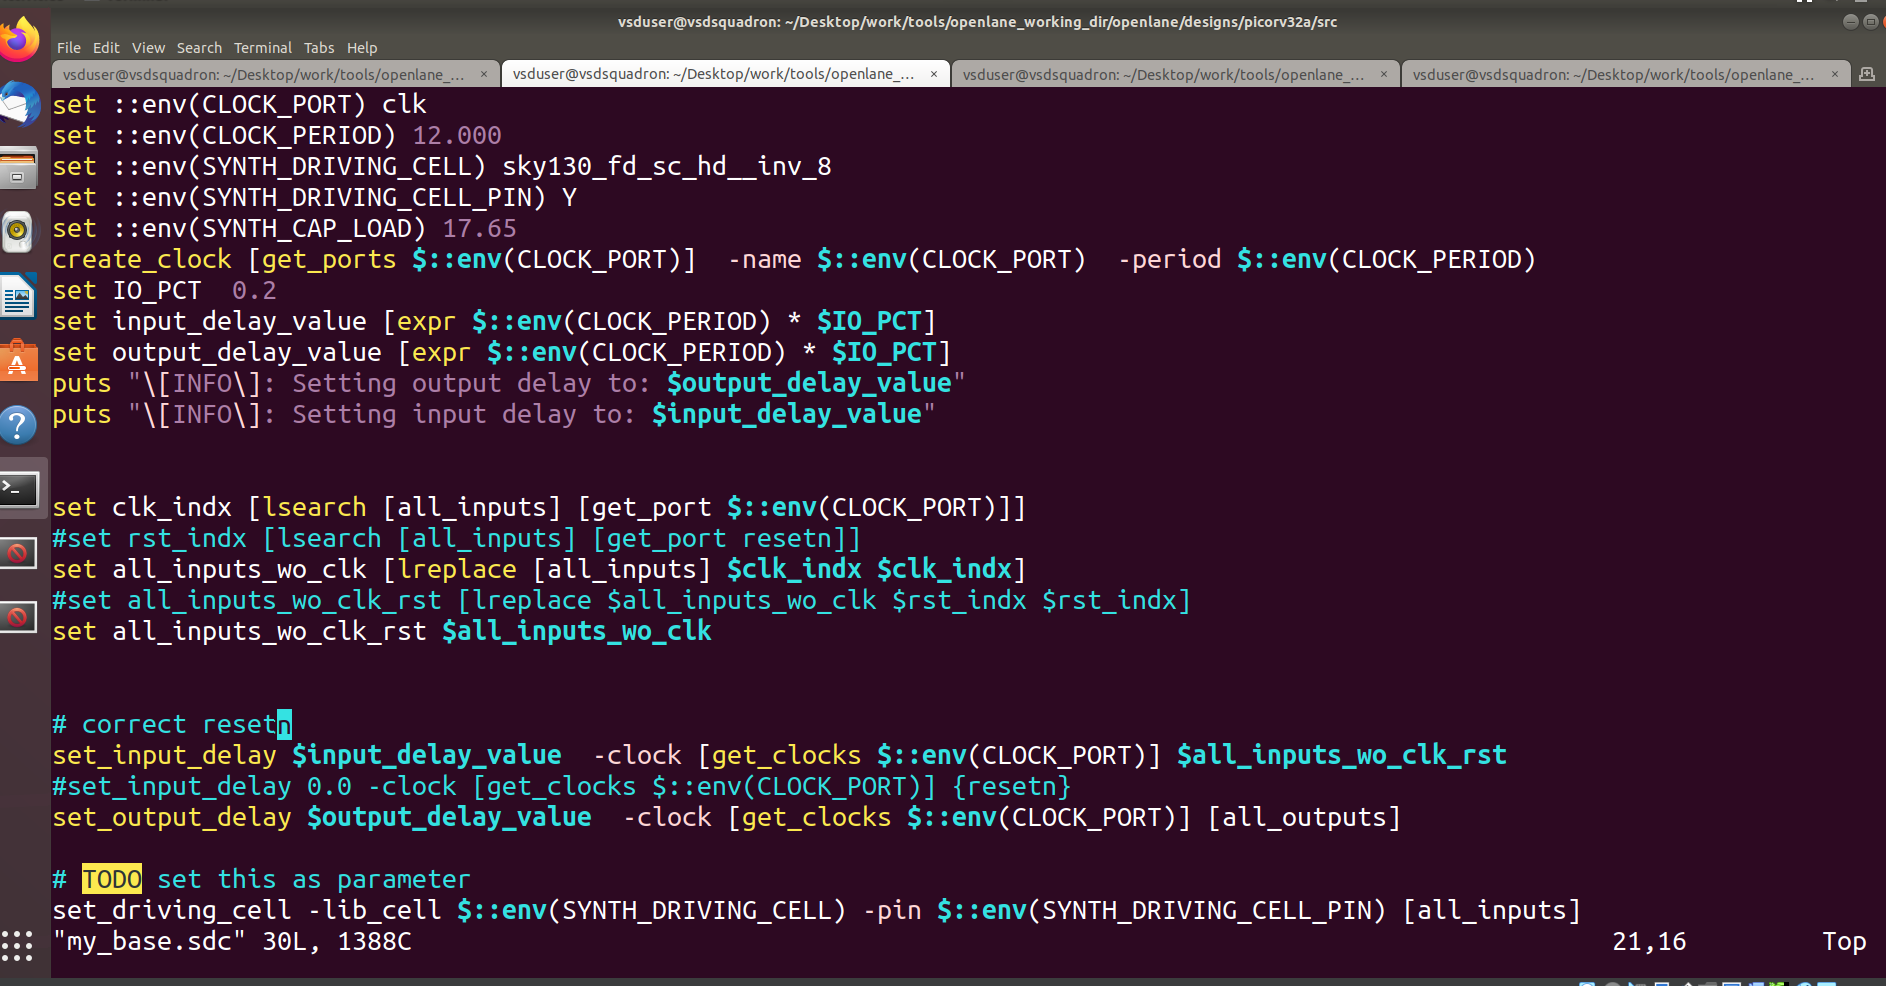 vsduser@vsdsquadron: ~/Desktop/work/tools/openlane_working_dir/openlane/designs/picorv32a/src
File Edit View Search Terminal Tabs Help
vsduser@vsdsquadron: ~/Desktop/work/tools/openlane_... × vsduser@vsdsquadron: ~/Desktop/work/tools/openlane_... × vsduser@vsdsquadron: ~/Desktop/work/tools/openlane_... × vsduser@vsdsquadron: ~/Desktop/work/tools/openlane_... ×
set ::env(CLOCK_PORT) clk
set ::env(CLOCK_PERIOD) 12.000
set ::env(SYNTH_DRIVING_CELL) sky130_fd_sc_hd__inv_8
set ::env(SYNTH_DRIVING_CELL_PIN) Y
set ::env(SYNTH_CAP_LOAD) 17.65
create_clock [get_ports $::env(CLOCK_PORT)]  -name $::env(CLOCK_PORT)  -period $::env(CLOCK_PERIOD)
set IO_PCT  0.2
set input_delay_value [expr $::env(CLOCK_PERIOD) * $IO_PCT]
set output_delay_value [expr $::env(CLOCK_PERIOD) * $IO_PCT]
puts "\[INFO\]: Setting output delay to: $output_delay_value"
puts "\[INFO\]: Setting input delay to: $input_delay_value"
set clk_indx [lsearch [all_inputs] [get_port $::env(CLOCK_PORT)]]
#set rst_indx [lsearch [all_inputs] [get_port resetn]]
set all_inputs_wo_clk [lreplace [all_inputs] $clk_indx $clk_indx]
#set all_inputs_wo_clk_rst [lreplace $all_inputs_wo_clk $rst_indx $rst_indx]
set all_inputs_wo_clk_rst $all_inputs_wo_clk
# correct resetn
set_input_delay $input_delay_value  -clock [get_clocks $::env(CLOCK_PORT)] $all_inputs_wo_clk_rst
#set_input_delay 0.0 -clock [get_clocks $::env(CLOCK_PORT)] {resetn}
set_output_delay $output_delay_value  -clock [get_clocks $::env(CLOCK_PORT)] [all_outputs]
# TODO set this as parameter
set_driving_cell -lib_cell $::env(SYNTH_DRIVING_CELL) -pin $::env(SYNTH_DRIVING_CELL_PIN) [all_inputs]
"my_base.sdc" 30L, 1388C 21,16 Top